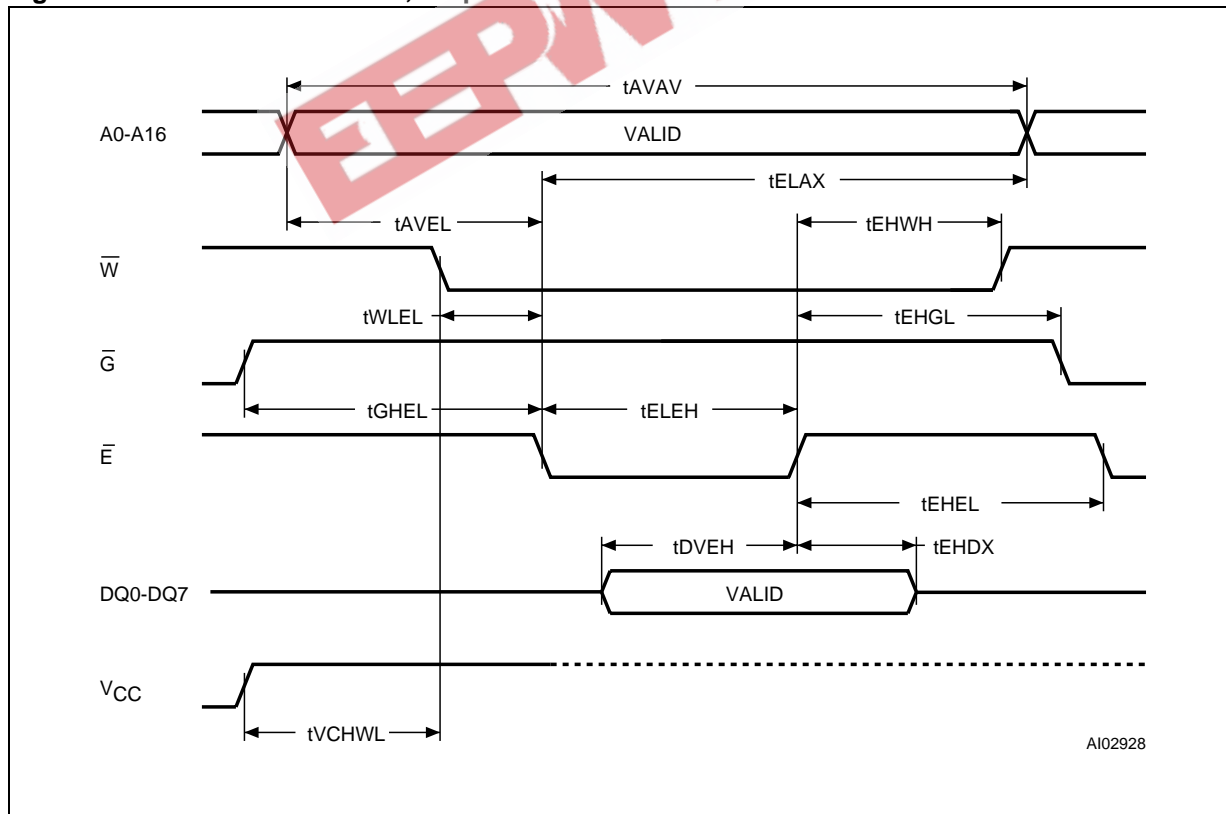 tAVAV
A0-A16
VALID
tELAX
tAVEL
tEHWH
W
tWLEL
tEHGL
G
tGHEL
tELEH
E
tEHEL
tDVEH
tEHDX
DQ0-DQ7
VALID
VCC
tVCHWL
AI02928